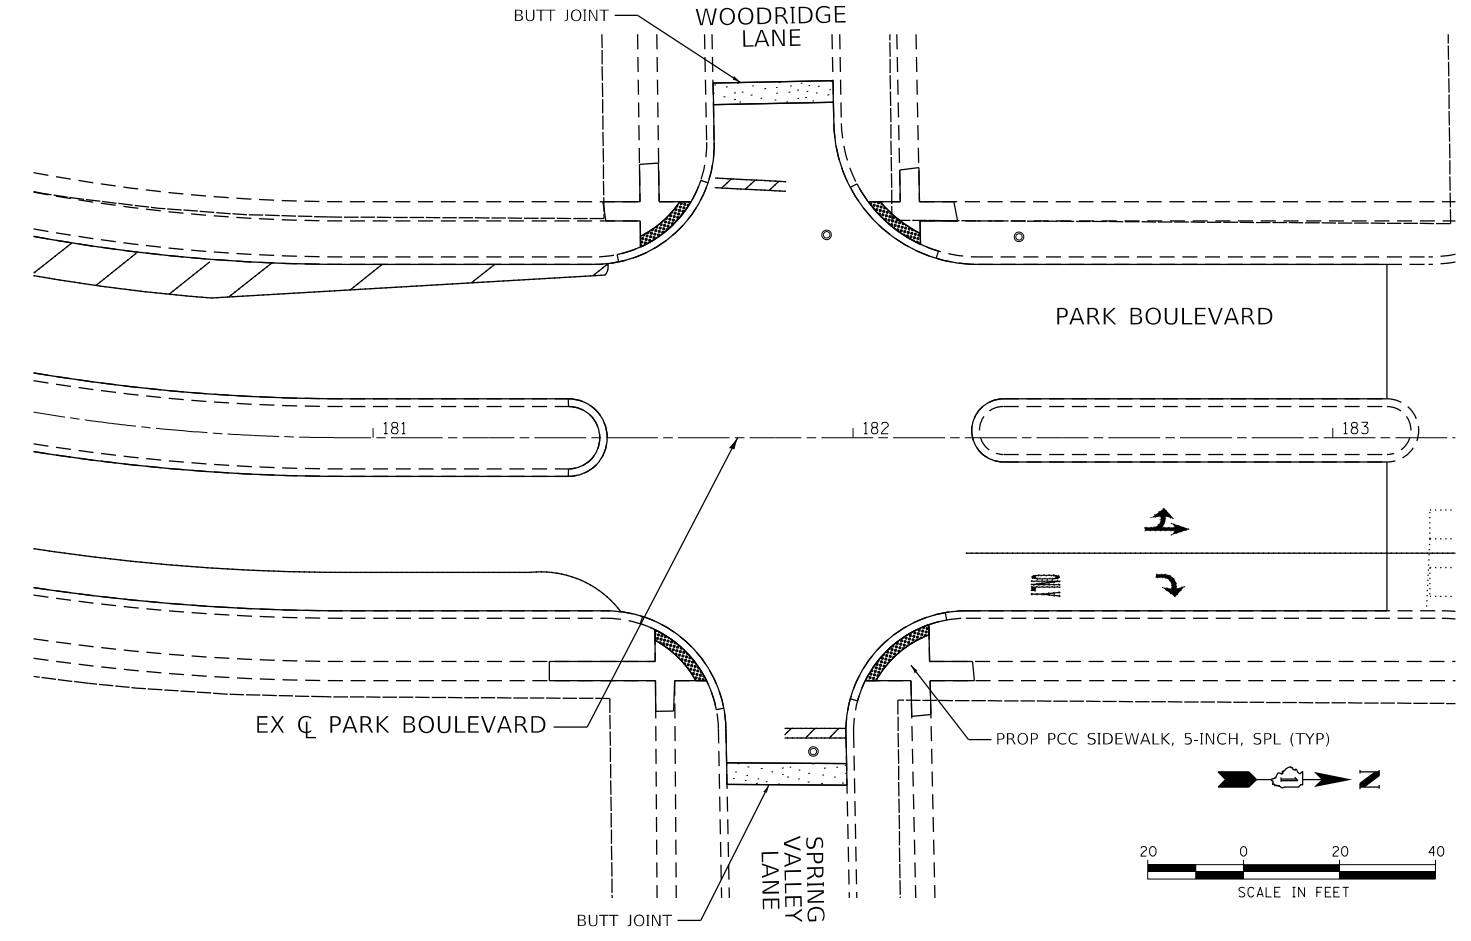 BUTT JOINT
WOODRIDGE
LANE
PARK BOULEVARD
181
182
183
ONLY
EX ℄ PARK BOULEVARD
PROP PCC SIDEWALK, 5-INCH, SPL (TYP)
N
SPRING
VALLEY
LANE
BUTT JOINT
20 0 20 40
SCALE IN FEET